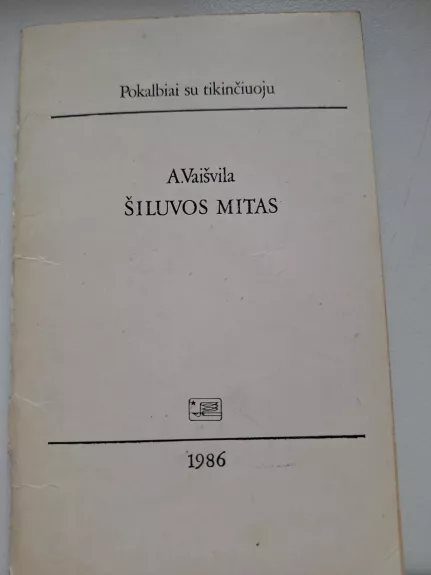 Pokalbiai su tikinčiuoju
A.Vaišvila
ŠILUVOS MITAS
1986